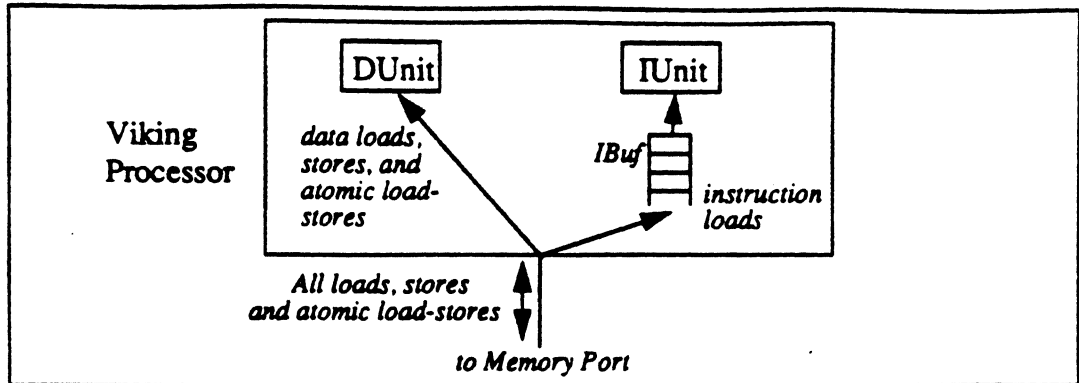 DUnit
IUnit
Viking
Processor
data loads,
stores, and
atomic load-
stores
IBuf
instruction
loads
All loads, stores
and atomic load-stores
to Memory Port